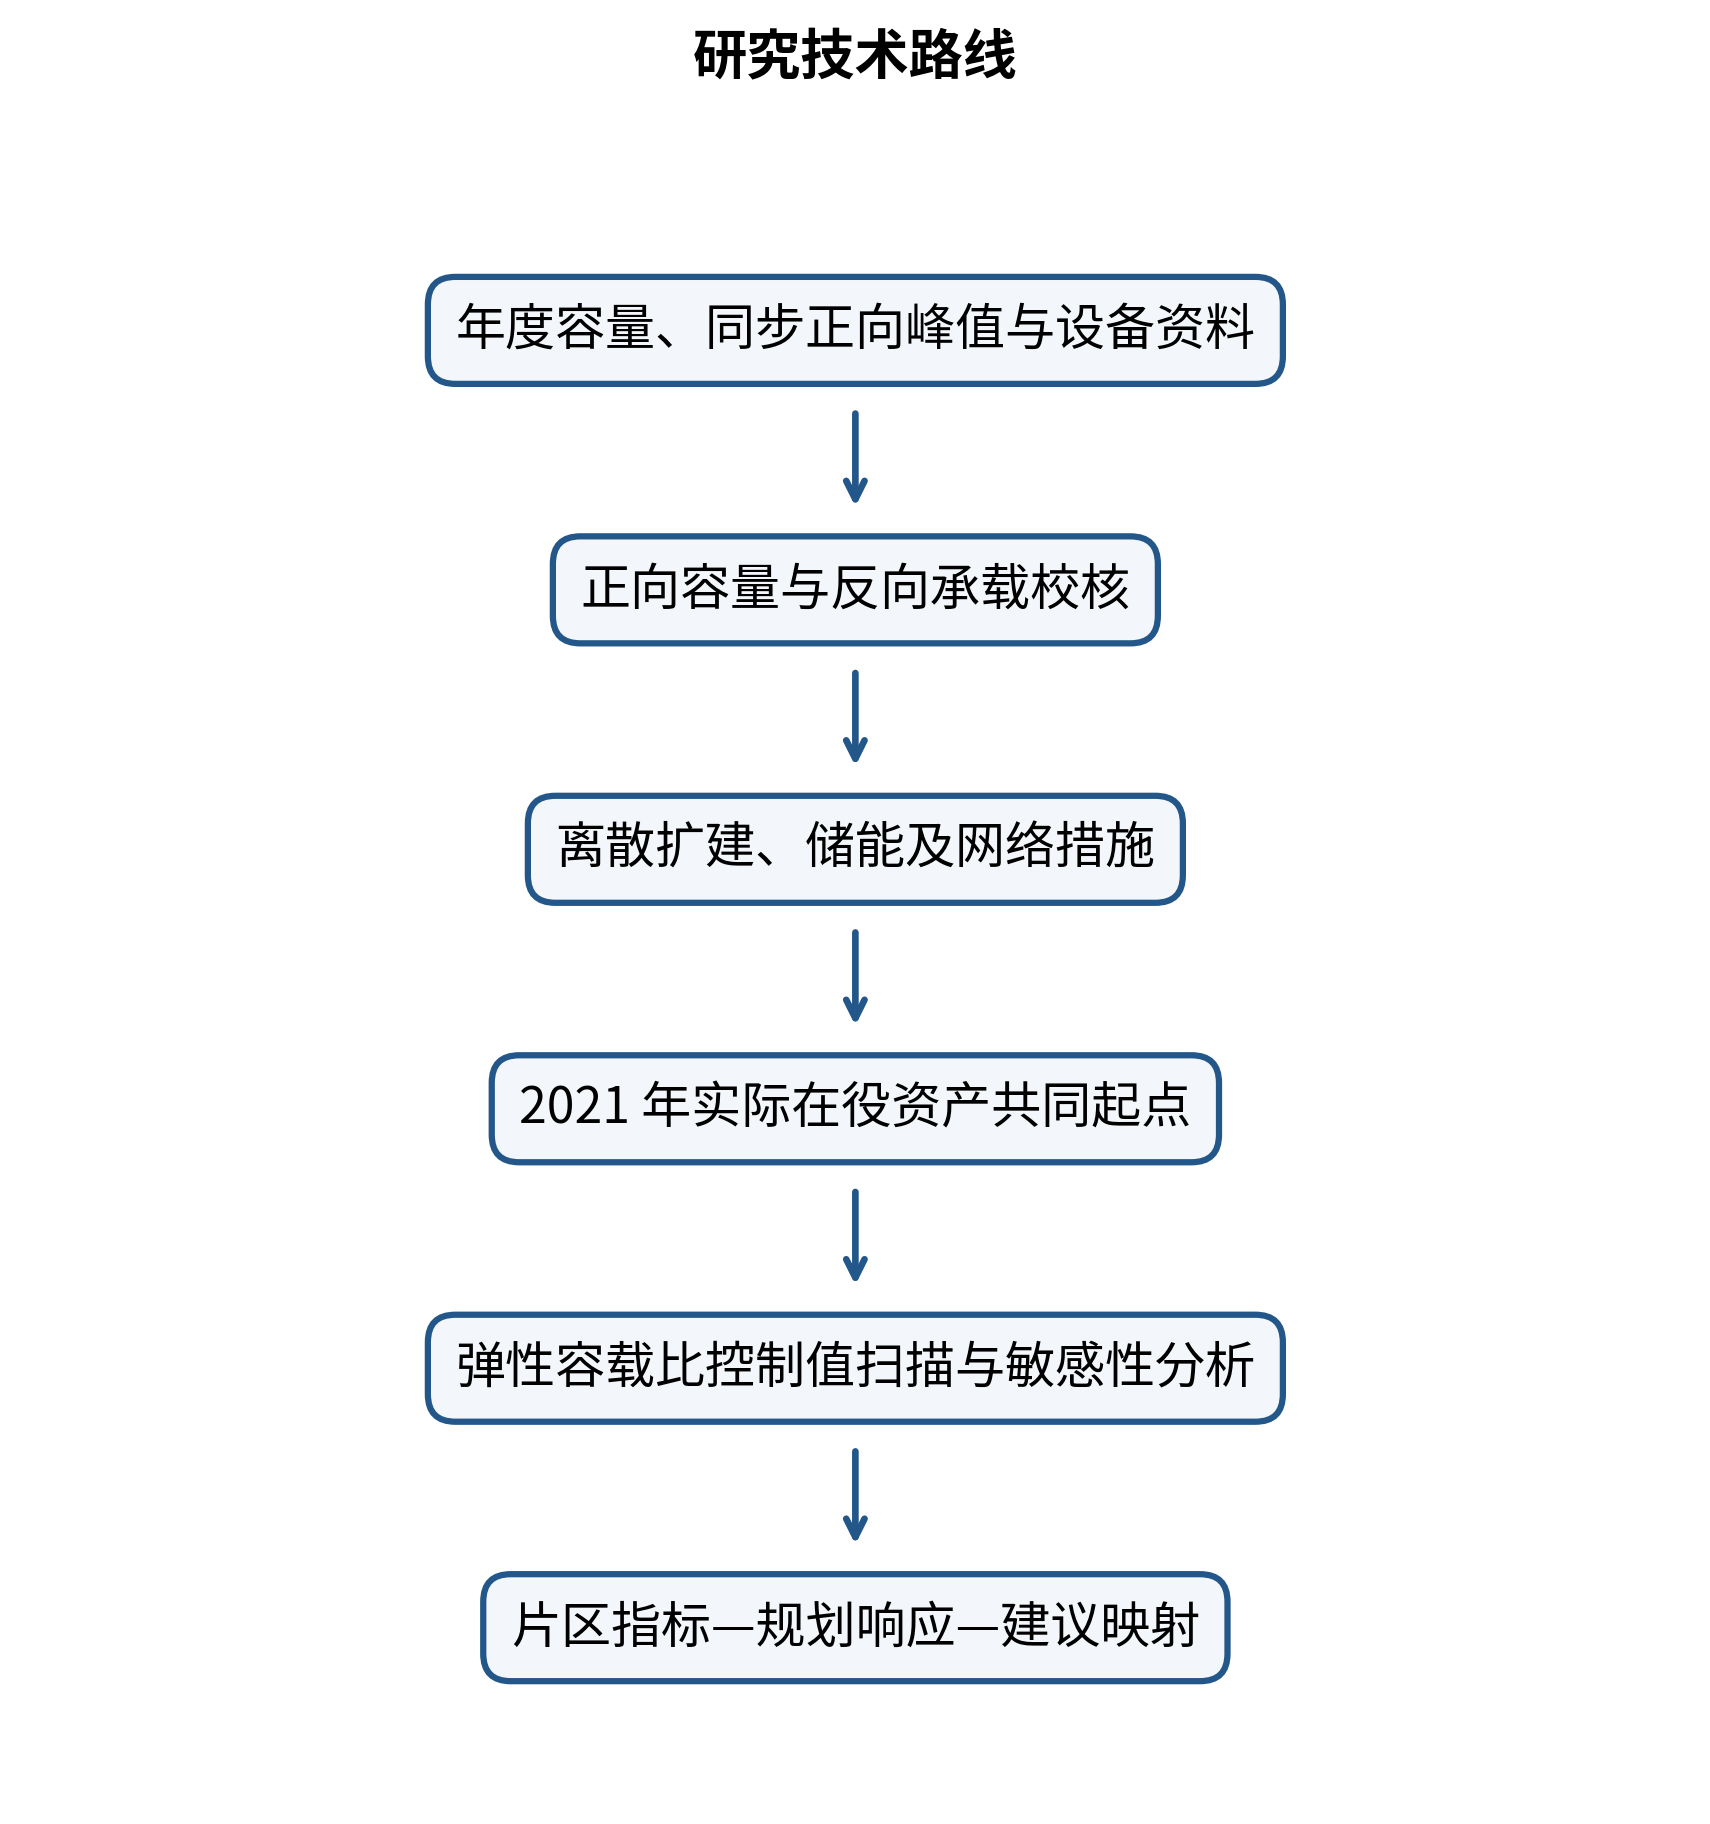 研究技术路线
年度容量、同步正向峰值与设备资料
正向容量与反向承载校核
离散扩建、储能及网络措施
2021 年实际在役资产共同起点
弹性容载比控制值扫描与敏感性分析
片区指标—规划响应—建议映射